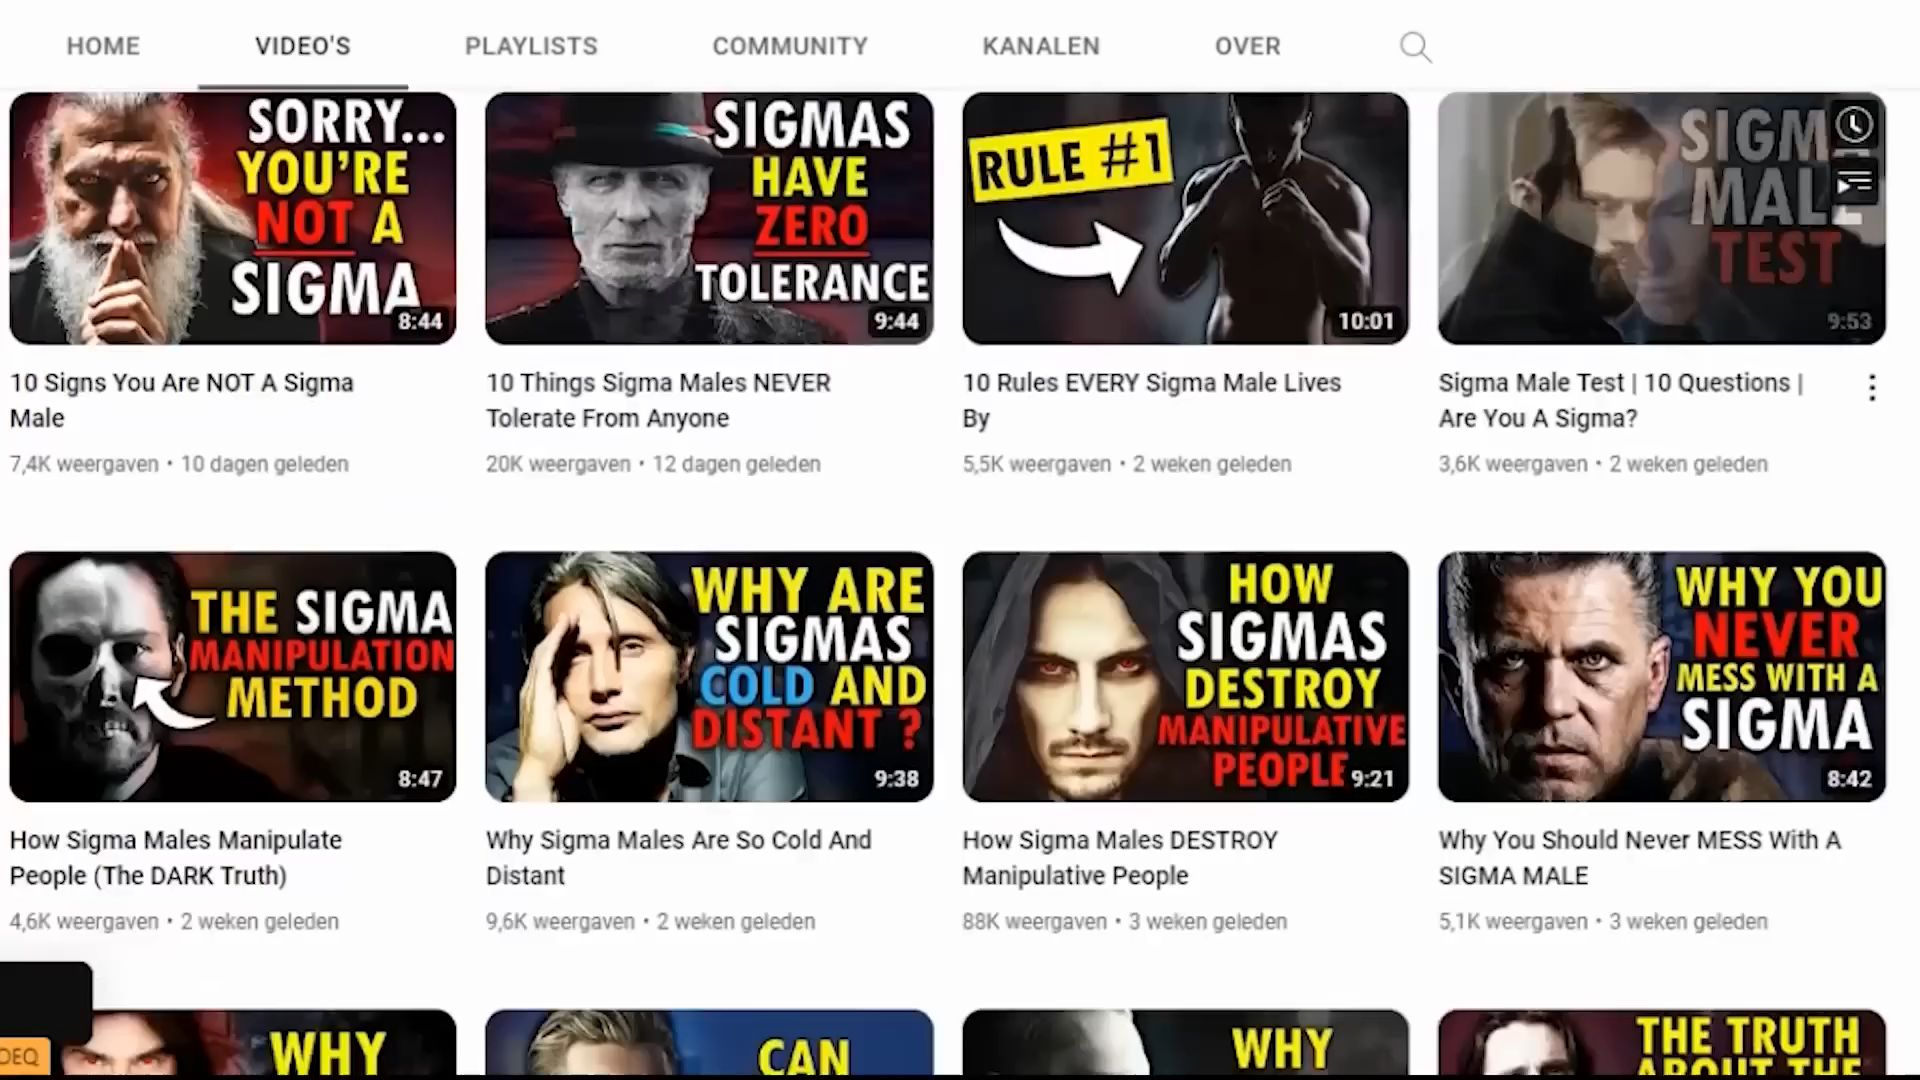 HOME VIDEO'S PLAYLISTS COMMUNITY KANALEN OVER
SORRY...
YOU'RE
NOT A
SIGMA
8:44
SIGMAS
HAVE
ZERO
TOLERANCE
9:44
RULE #1
10:01
SIGMA
MALE
TEST
9:53
10 Signs You Are NOT A Sigma
Male
7,4K weergaven • 10 dagen geleden
10 Things Sigma Males NEVER
Tolerate From Anyone
20K weergaven • 12 dagen geleden
10 Rules EVERY Sigma Male Lives
By
5,5K weergaven • 2 weken geleden
Sigma Male Test | 10 Questions |
Are You A Sigma?
3,6K weergaven • 2 weken geleden
THE SIGMA
MANIPULATION
METHOD
8:47
WHY ARE
SIGMAS
COLD AND
DISTANT ?
9:38
HOW
SIGMAS
DESTROY
MANIPULATIVE
PEOPLE
9:21
WHY YOU
NEVER
MESS WITH A
SIGMA
8:42
How Sigma Males Manipulate
People (The DARK Truth)
4,6K weergaven • 2 weken geleden
Why Sigma Males Are So Cold And
Distant
9,6K weergaven • 2 weken geleden
How Sigma Males DESTROY
Manipulative People
88K weergaven • 3 weken geleden
Why You Should Never MESS With A
SIGMA MALE
5,1K weergaven • 3 weken geleden
OEQ
WHY
CAN
WHY
THE TRUTH
ABOUT THE